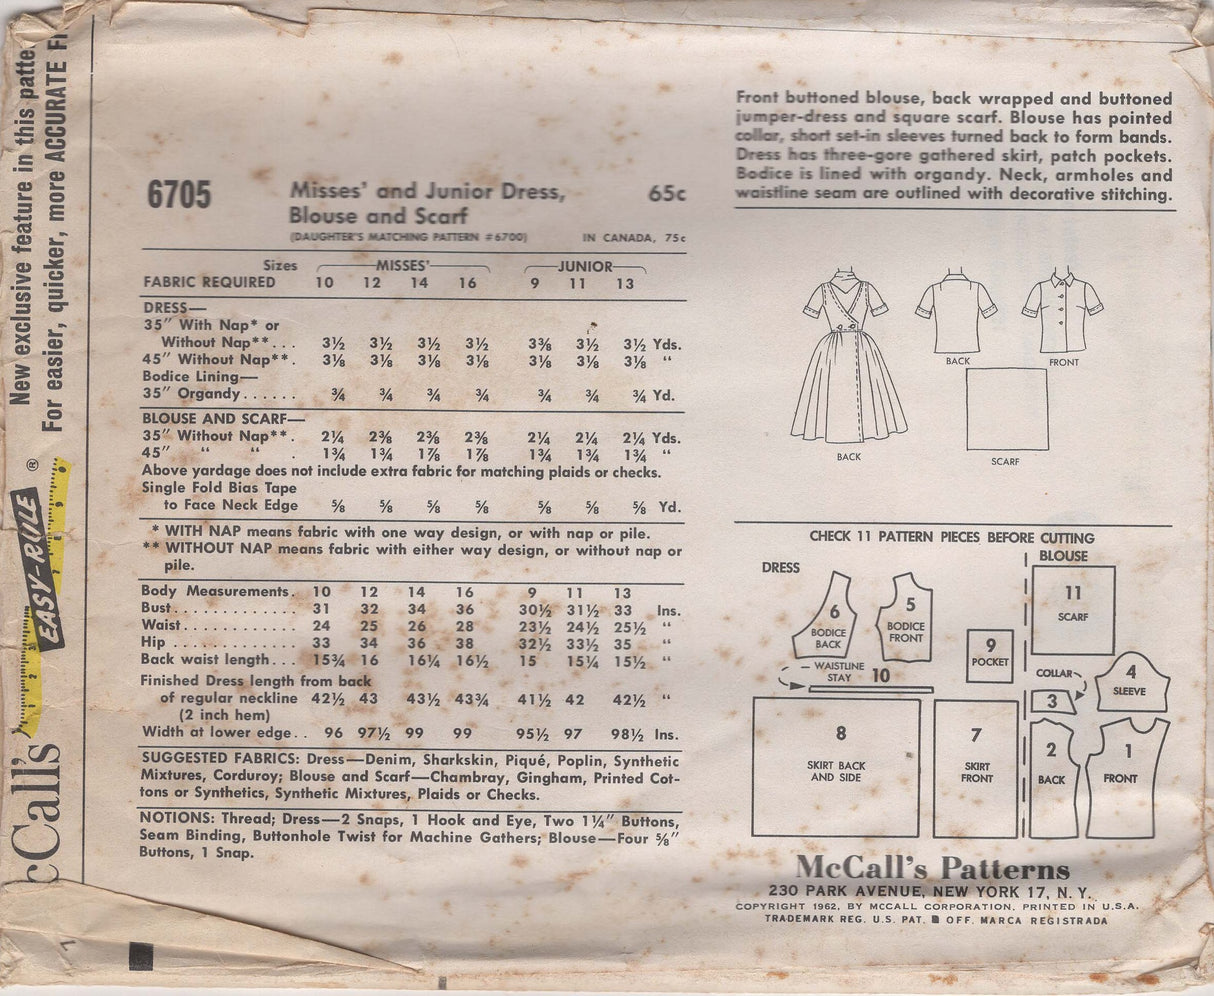 New exclusive feature in this patte
For easier, quicker, more ACCURATE FI
EASY-RULE ®
cCall's
6705
Misses' and Junior Dress,
Blouse and Scarf
65c
(DAUGHTER'S MATCHING PATTERN #6700)
IN CANADA, 75c
Sizes MISSES' JUNIOR
FABRIC REQUIRED 10 12 14 16 9 11 13
DRESS—
35" With Nap* or
Without Nap**... 3½ 3½ 3½ 3½ 3⅜ 3½ 3½ Yds.
45" Without Nap**. 3⅛ 3⅛ 3⅛ 3⅛ 3⅛ 3⅛ 3⅛ "
Bodice Lining—
35" Organdy...... ¾ ¾ ¾ ¾ ¾ ¾ ¾ Yd.
BLOUSE AND SCARF—
35" Without Nap**. 2¼ 2⅜ 2⅜ 2⅜ 2¼ 2¼ 2¼ Yds.
45" " " . 1¾ 1¾ 1⅞ 1⅞ 1¾ 1¾ 1¾ "
Above yardage does not include extra fabric for matching plaids or checks.
Single Fold Bias Tape
to Face Neck Edge ⅝ ⅝ ⅝ ⅝ ⅝ ⅝ ⅝ Yd.
* WITH NAP means fabric with one way design, or with nap or pile.
** WITHOUT NAP means fabric with either way design, or without nap or
pile.
Body Measurements. 10 12 14 16 9 11 13
Bust............. 31 32 34 36 30½ 31½ 33 Ins.
Waist............ 24 25 26 28 23½ 24½ 25½ "
Hip ............. 33 34 36 38 32½ 33½ 35 "
Back waist length... 15¾ 16 16¼ 16½ 15 15¼ 15½ "
Finished Dress length from back
of regular neckline 42½ 43 43½ 43¾ 41½ 42 42½ "
(2 inch hem)
Width at lower edge.. 96 97½ 99 99 95½ 97 98½ Ins.
SUGGESTED FABRICS: Dress—Denim, Sharkskin, Piqué, Poplin, Synthetic
Mixtures, Corduroy; Blouse and Scarf—Chambray, Gingham, Printed Cot-
tons or Synthetics, Synthetic Mixtures, Plaids or Checks.
NOTIONS: Thread; Dress—2 Snaps, 1 Hook and Eye, Two 1¼" Buttons,
Seam Binding, Buttonhole Twist for Machine Gathers; Blouse—Four ⅝"
Buttons, 1 Snap.
Front buttoned blouse, back wrapped and buttoned
jumper-dress and square scarf. Blouse has pointed
collar, short set-in sleeves turned back to form bands.
Dress has three-gore gathered skirt, patch pockets.
Bodice is lined with organdy. Neck, armholes and
waistline seam are outlined with decorative stitching.
BACK
FRONT
BACK
SCARF
CHECK 11 PATTERN PIECES BEFORE CUTTING
DRESS
BLOUSE
6
BODICE
BACK
5
BODICE
FRONT
9
POCKET
11
SCARF
WAISTLINE
STAY
10
COLLAR
3
4
SLEEVE
8
SKIRT BACK
AND SIDE
7
SKIRT
FRONT
2
BACK
1
FRONT
McCall's Patterns
230 PARK AVENUE, NEW YORK 17, N. Y.
COPYRIGHT 1962, BY MCCALL CORPORATION. PRINTED IN U.S.A.
TRADEMARK REG. U.S. PAT. OFF. MARCA REGISTRADA